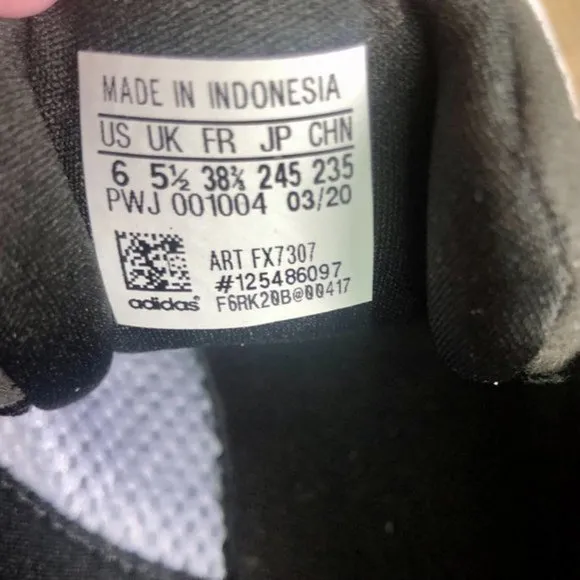 MADE IN INDONESIA
US UK FR JP CHN
6 5½ 38⅔ 245 235
PWJ 001004 03/20
ART FX7307
#125486097
adidas® F6RK20B@00417